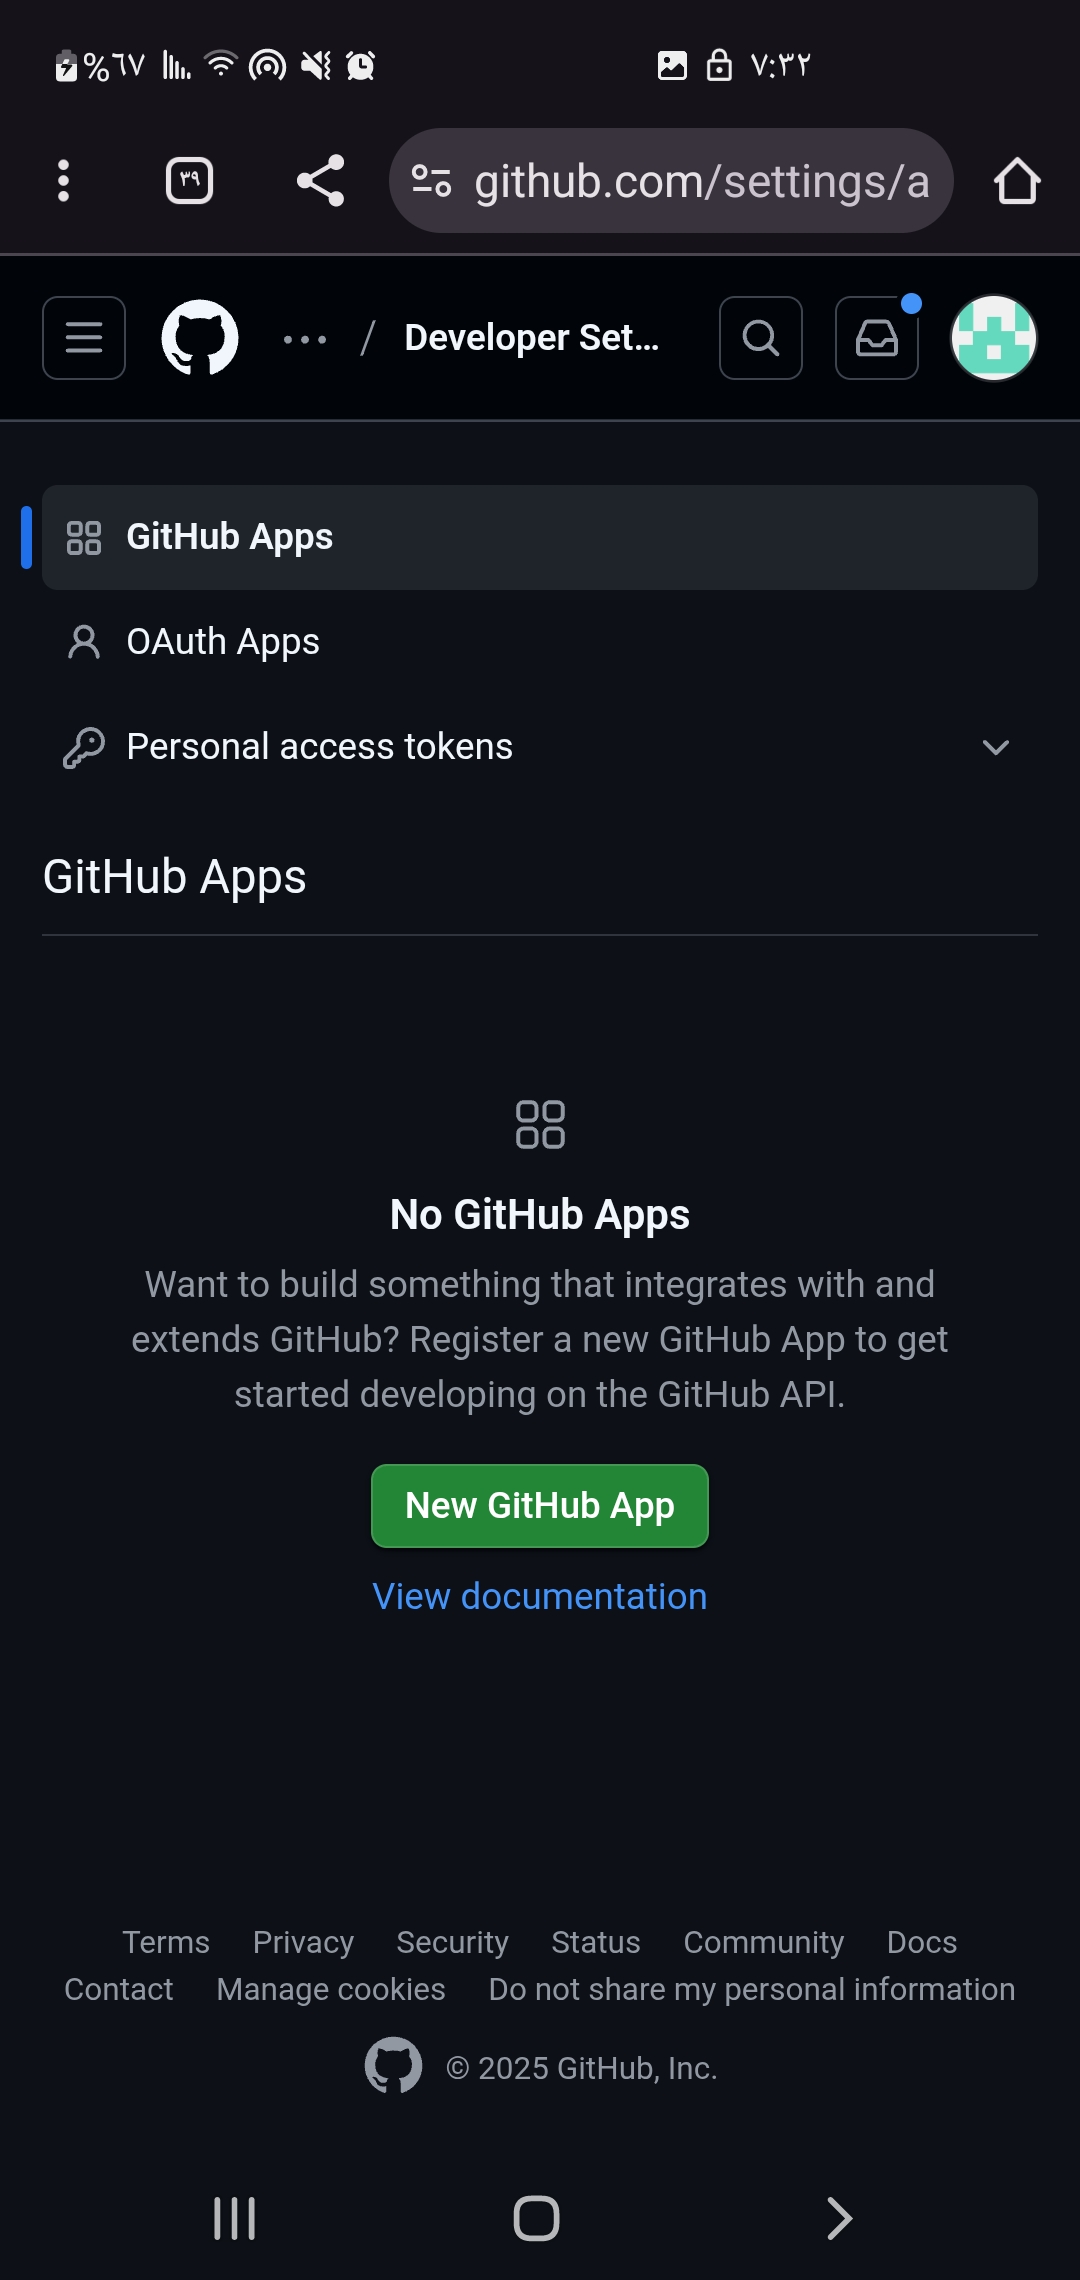 %٦٧
٧:٣٢
٣٩
github.com/settings/a
... / Developer Set...
GitHub Apps
OAuth Apps
Personal access tokens
GitHub Apps
No GitHub Apps
Want to build something that integrates with and
extends GitHub? Register a new GitHub App to get
started developing on the GitHub API.
New GitHub App
View documentation
Terms Privacy Security Status Community Docs
Contact Manage cookies Do not share my personal information
© 2025 GitHub, Inc.